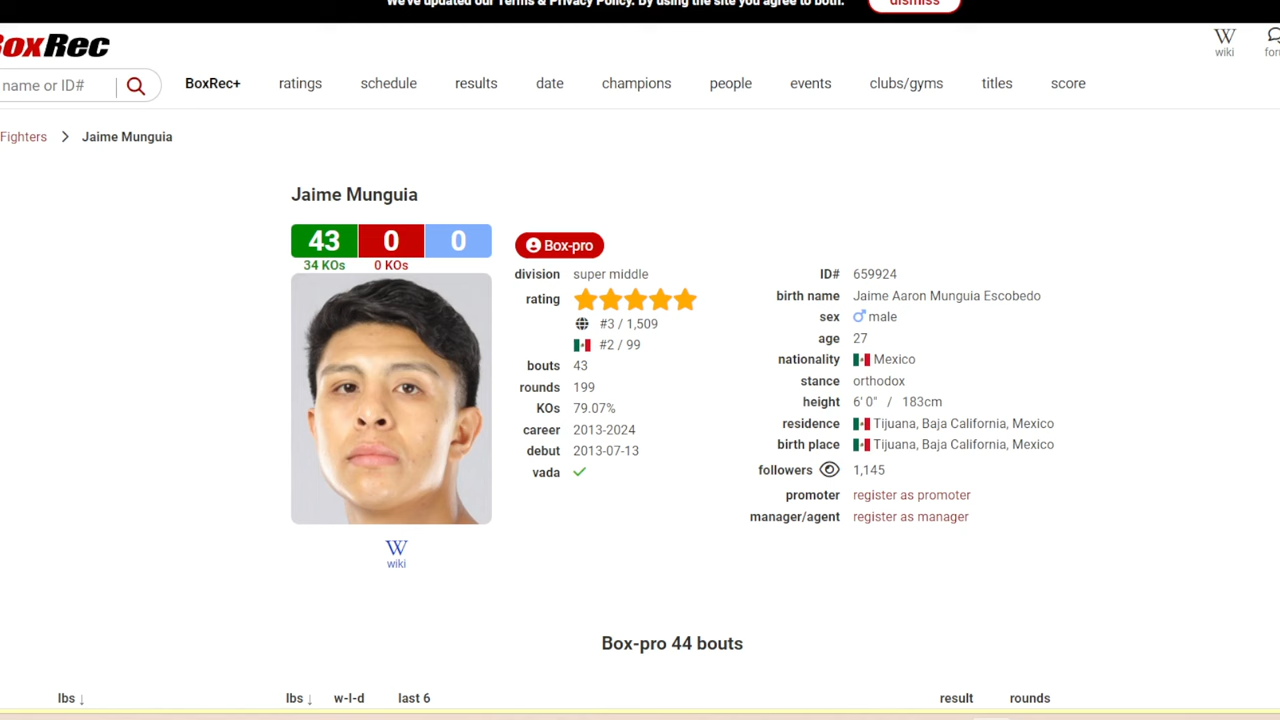 We've updated our Terms & Privacy Policy. By using the site you agree to both. dismiss
oxRec
W
wiki
for
name or ID#
BoxRec+ ratings schedule results date champions people events clubs/gyms titles score
Fighters > Jaime Munguia
Jaime Munguia
43 0 0
34 KOs 0 KOs
Box-pro
division super middle
rating
#3 / 1,509
#2 / 99
bouts 43
rounds 199
KOs 79.07%
career 2013-2024
debut 2013-07-13
vada
ID# 659924
birth name Jaime Aaron Munguia Escobedo
sex male
age 27
nationality Mexico
stance orthodox
height 6' 0" / 183cm
residence Tijuana, Baja California, Mexico
birth place Tijuana, Baja California, Mexico
followers 1,145
promoter register as promoter
manager/agent register as manager
W
wiki
Box-pro 44 bouts
lbs ↓ lbs ↓ w-l-d last 6 result rounds